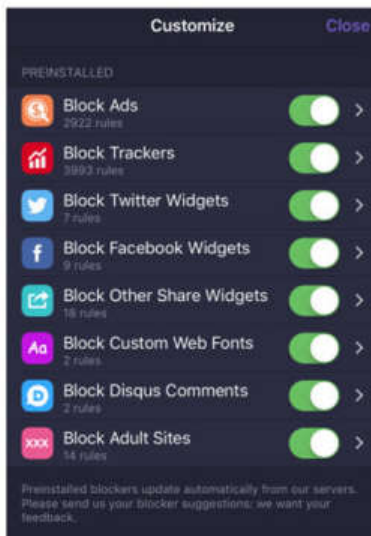 Customize
Close
PREINSTALLED
Block Ads
2922 rules
Block Trackers
3993 rules
Block Twitter Widgets
7 rules
f
Block Facebook Widgets
9 rules
Block Other Share Widgets
18 rules
Aa
Block Custom Web Fonts
2 rules
D
Block Disqus Comments
2 rules
XXX
Block Adult Sites
14 rules
Preinstalled blockers update automatically from our servers.
Please send us your blocker suggestions: we want your
feedback.